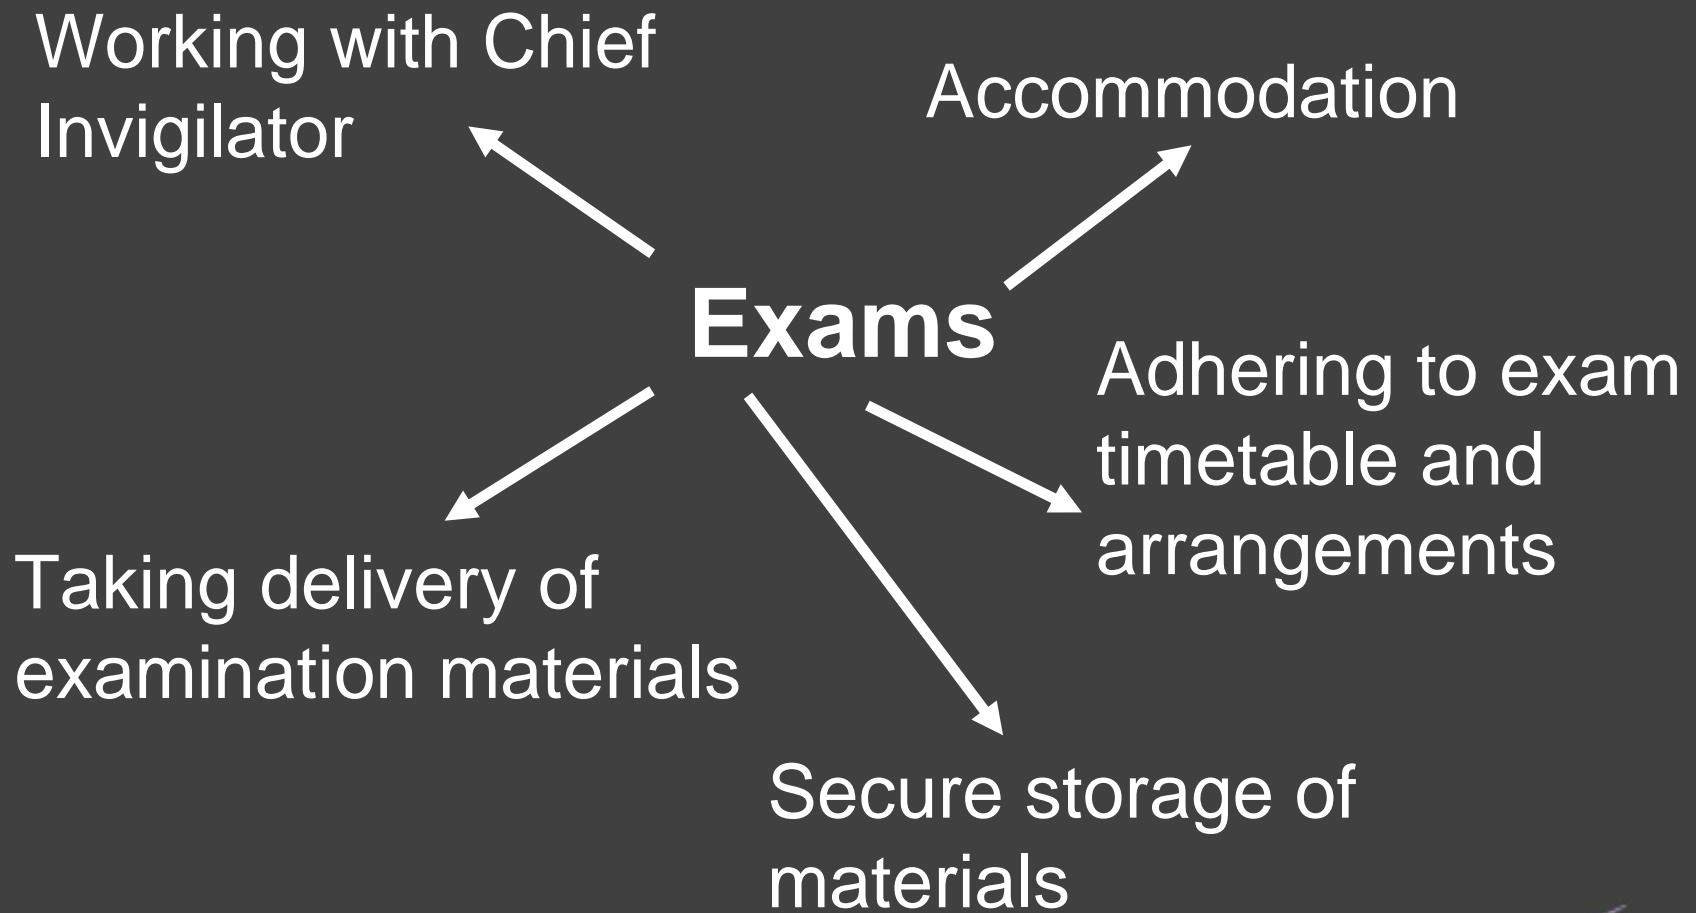 Working with Chief
Invigilator
Accommodation
Exams
Adhering to exam
timetable and
arrangements
Taking delivery of
examination materials
Secure storage of
materials